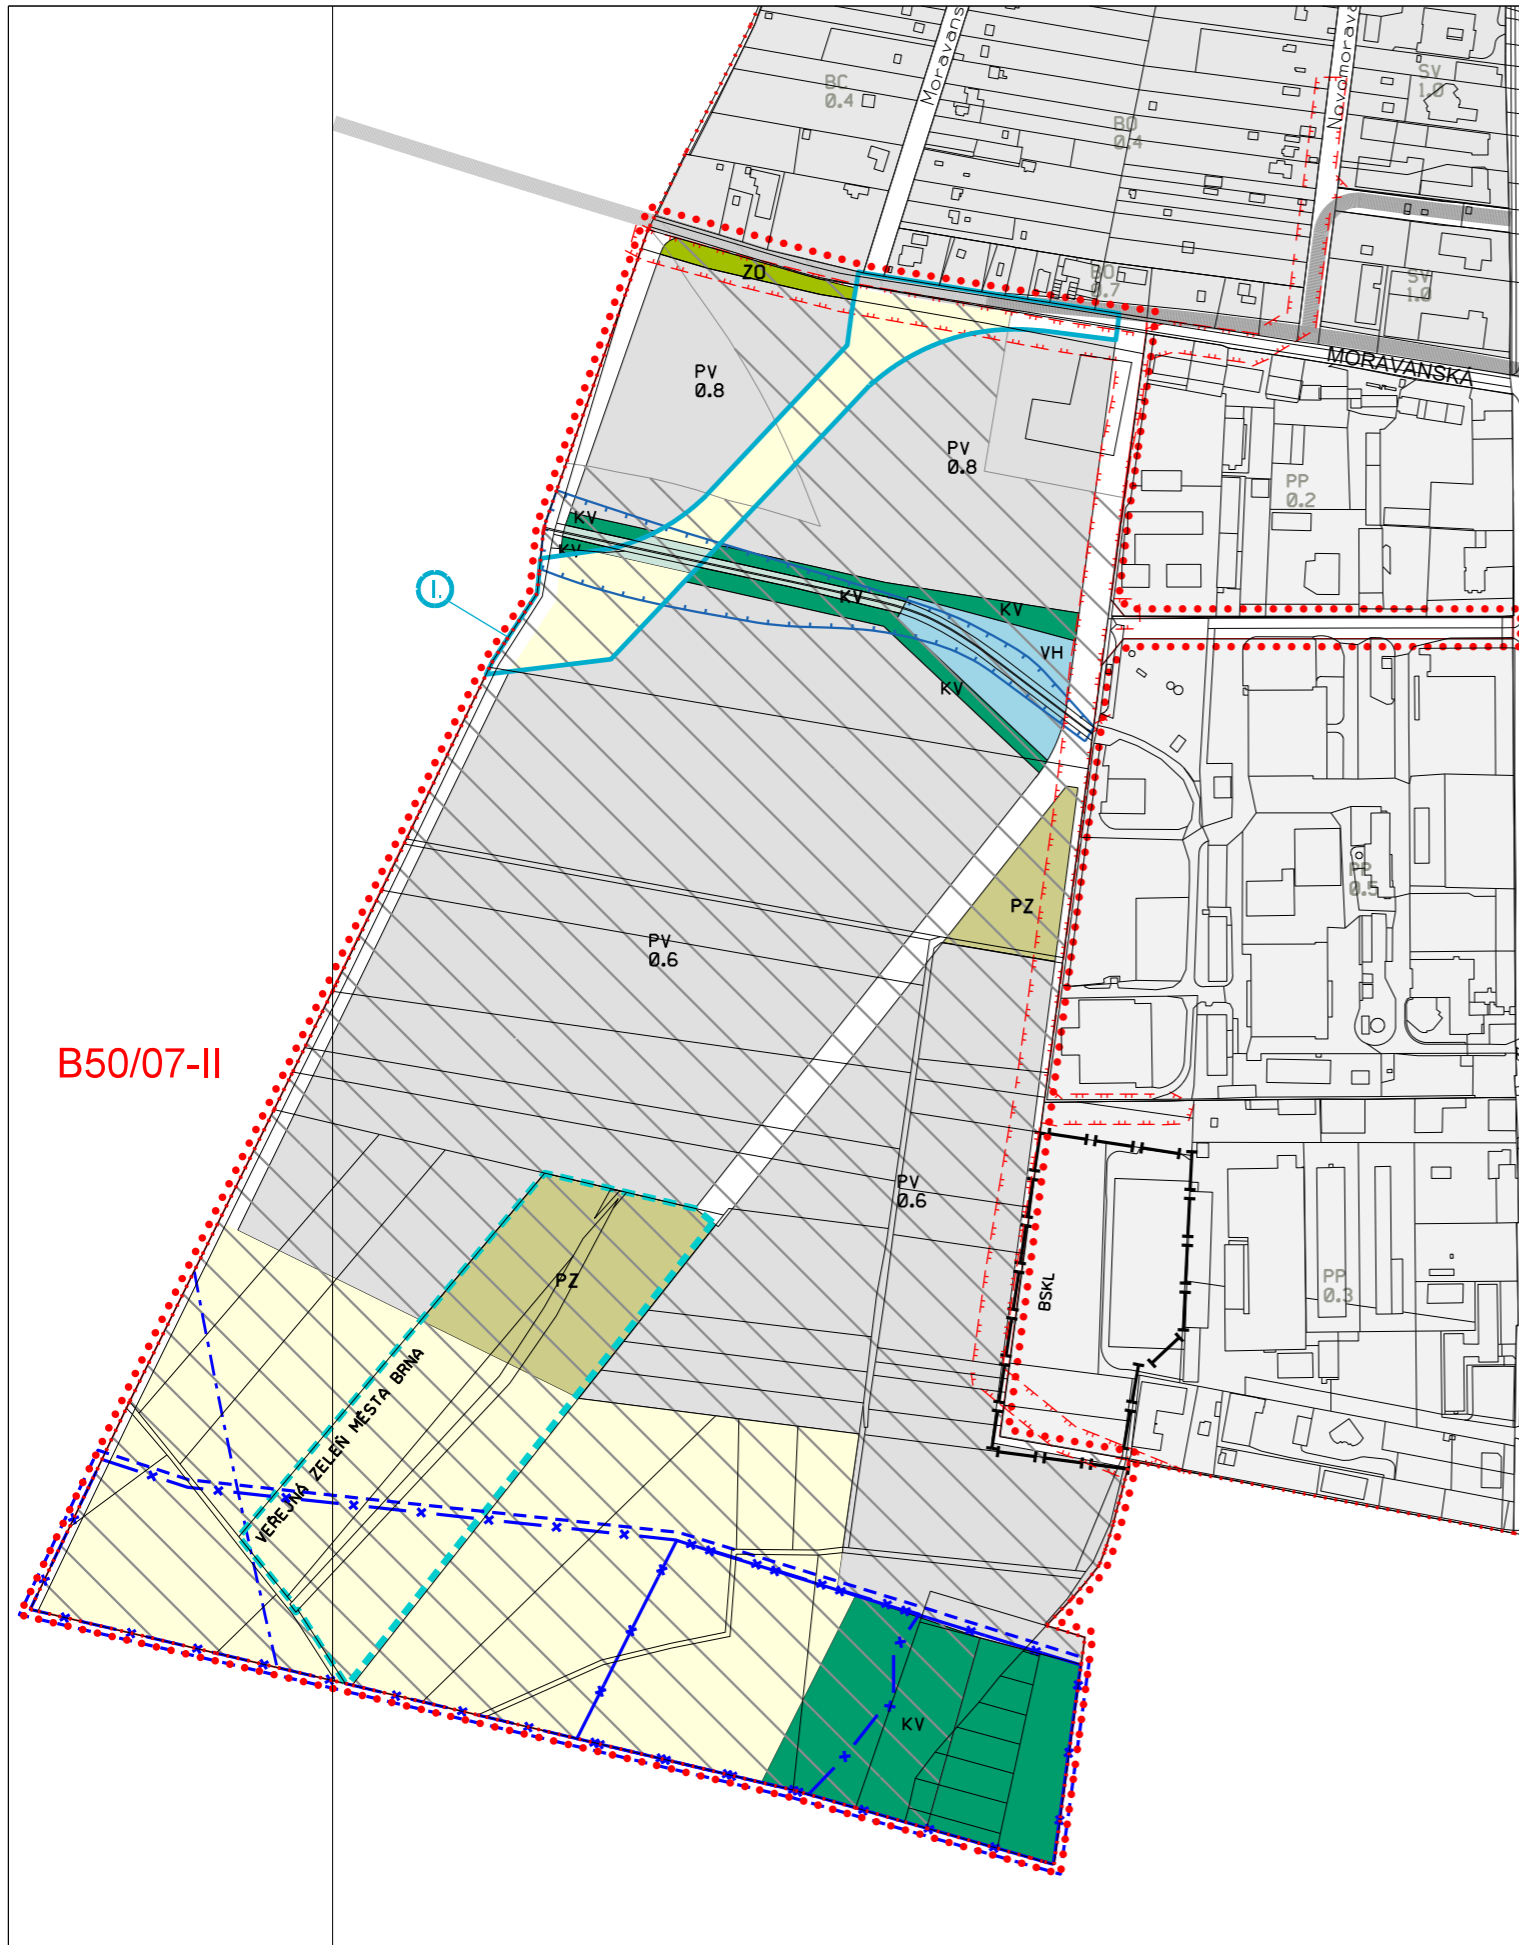 Moravans
Novomorava
BC
0.4
BO
0.4
SV
1.0
ZO
BO
0.7
SV
1.0
MORAVANSKÁ
PV
0.8
PV
0.8
PP
0.2
KV
KV
I.
KV
KV
VH
KV
PP
0.5
PZ
PV
0.6
B50/07-II
PV
0.6
PZ
BSKL
PP
0.3
VEŘEJNÁ ZELEŇ MĚSTA BRNA
KV